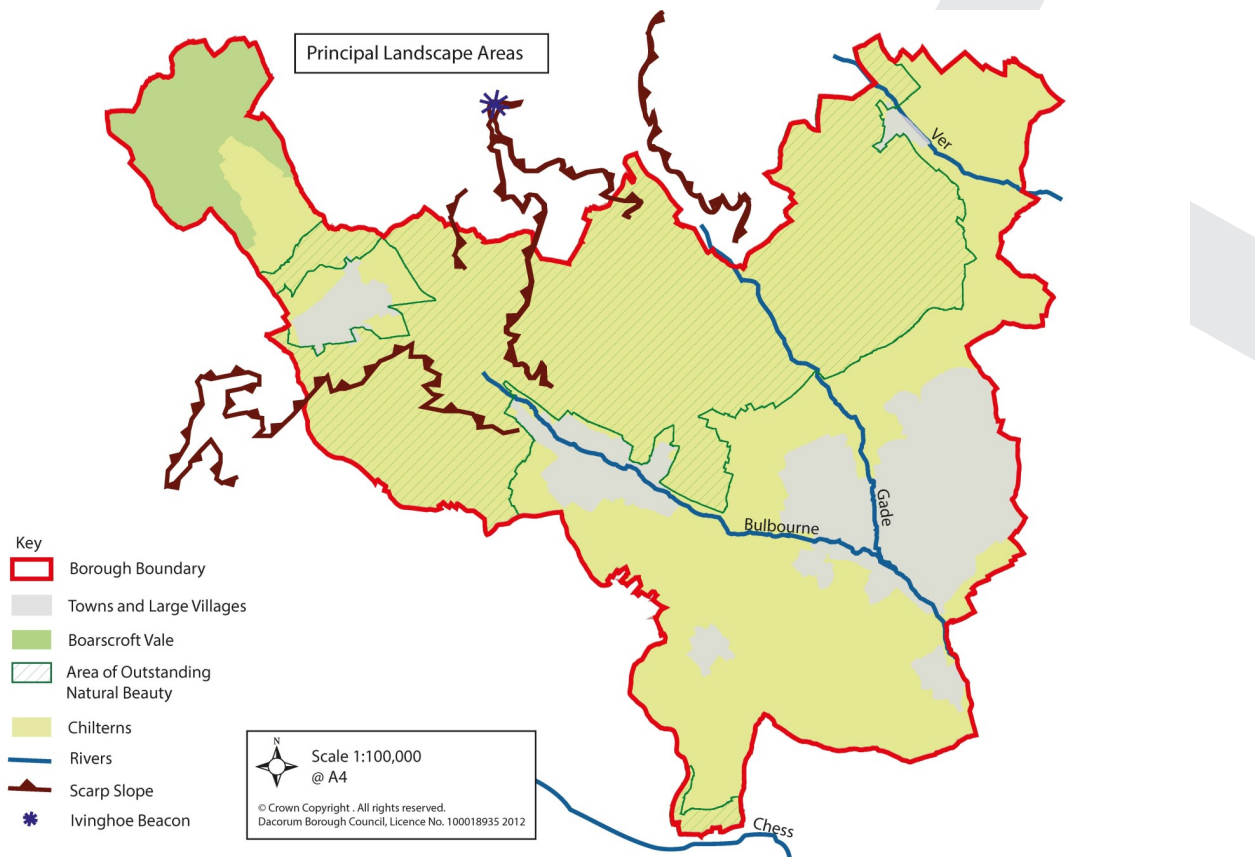 Principal Landscape Areas
Ver
Gade
Bulbourne
Key
Borough Boundary
Towns and Large Villages
Boarscroft Vale
Area of Outstanding
Natural Beauty
Chilterns
Rivers
Scarp Slope
Ivinghoe Beacon
N
Scale 1:100,000
@ A4
© Crown Copyright . All rights reserved.
Dacorum Borough Council, Licence No. 100018935 2012
Chess